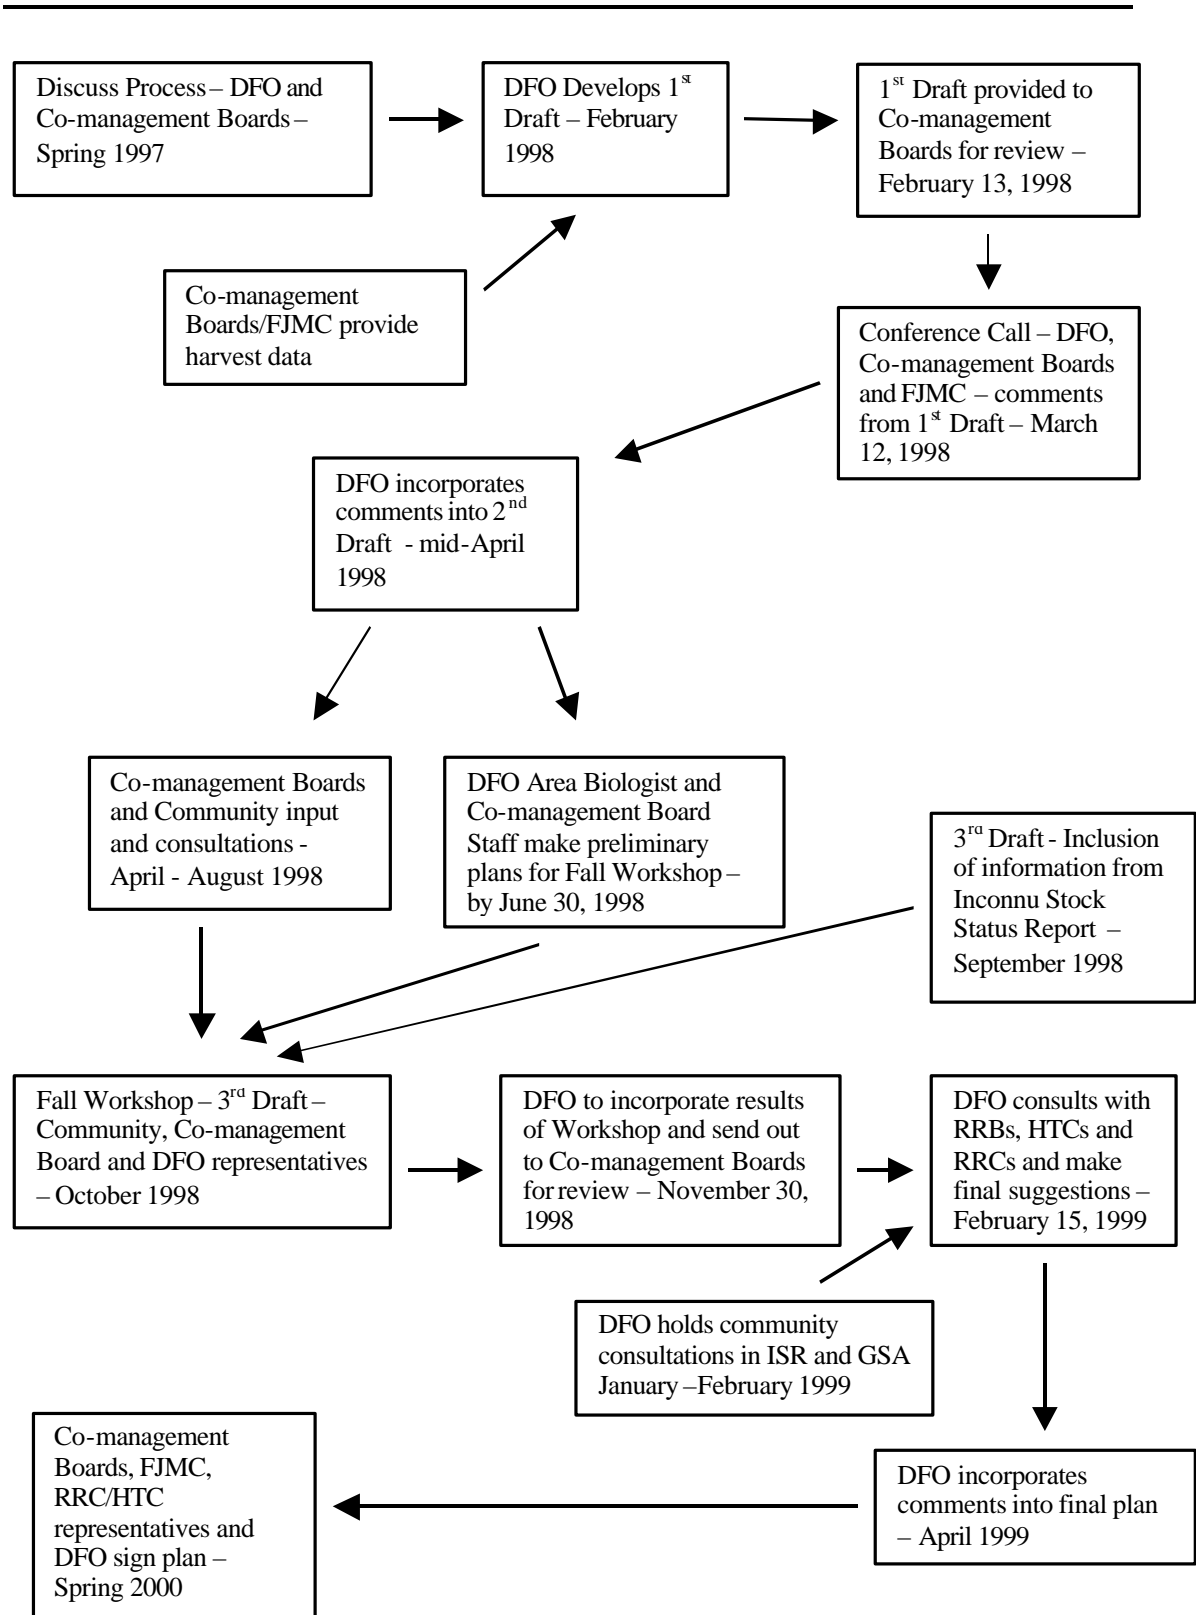 Discuss Process – DFO and
Co-management Boards –
Spring 1997
DFO Develops 1st
Draft – February
1998
1st Draft provided to
Co-management
Boards for review –
February 13, 1998
Co-management
Boards/FJMC provide
harvest data
Conference Call – DFO,
Co-management Boards
and FJMC – comments
from 1st Draft – March
12, 1998
DFO incorporates
comments into 2nd
Draft - mid-April
1998
Co-management Boards
and Community input
and consultations -
April - August 1998
DFO Area Biologist and
Co-management Board
Staff make preliminary
plans for Fall Workshop –
by June 30, 1998
3rd Draft - Inclusion
of information from
Inconnu Stock
Status Report –
September 1998
Fall Workshop – 3rd Draft –
Community, Co-management
Board and DFO representatives
– October 1998
DFO to incorporate results
of Workshop and send out
to Co-management Boards
for review – November 30,
1998
DFO consults with
RRBs, HTCs and
RRCs and make
final suggestions –
February 15, 1999
DFO holds community
consultations in ISR and GSA
January –February 1999
DFO incorporates
comments into final plan
– April 1999
Co-management
Boards, FJMC,
RRC/HTC
representatives and
DFO sign plan –
Spring 2000